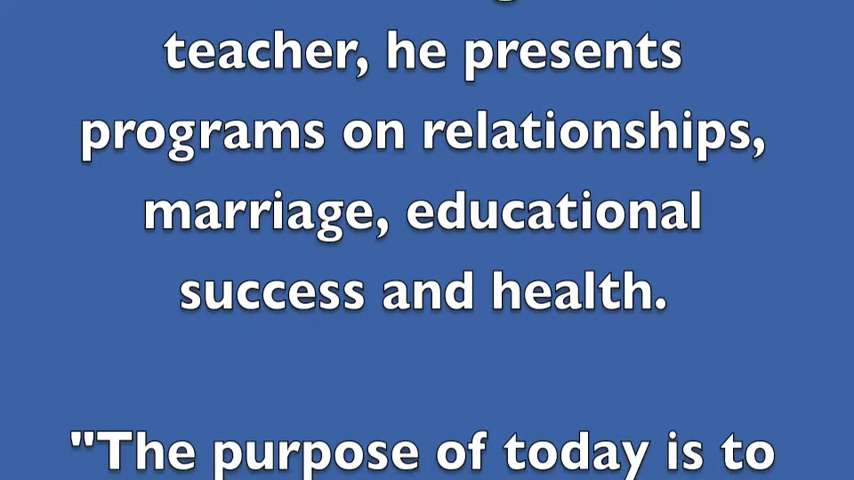 teacher, he presents
programs on relationships,
marriage, educational
success and health.
"The purpose of today is to